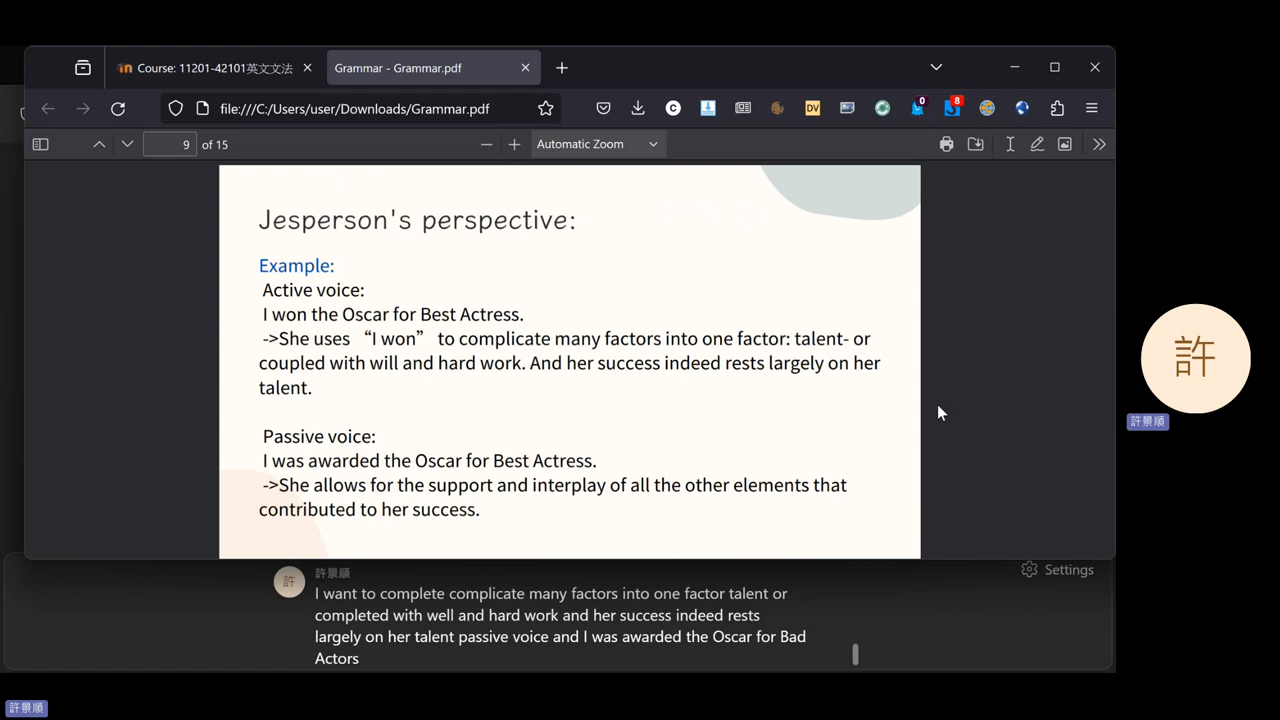 Course: 11201-42101英文文法
Grammar - Grammar.pdf
file:///C:/Users/user/Downloads/Grammar.pdf
C
DV
0
8
9 of 15
Automatic Zoom
Jesperson's perspective:
Example:
Active voice:
I won the Oscar for Best Actress.
->She uses “I won” to complicate many factors into one factor: talent- or
coupled with will and hard work. And her success indeed rests largely on her
talent.
Passive voice:
I was awarded the Oscar for Best Actress.
->She allows for the support and interplay of all the other elements that
contributed to her success.
許
許景順
許
許景順
Settings
I want to complete complicate many factors into one factor talent or
completed with well and hard work and her success indeed rests
largely on her talent passive voice and I was awarded the Oscar for Bad
Actors
許景順